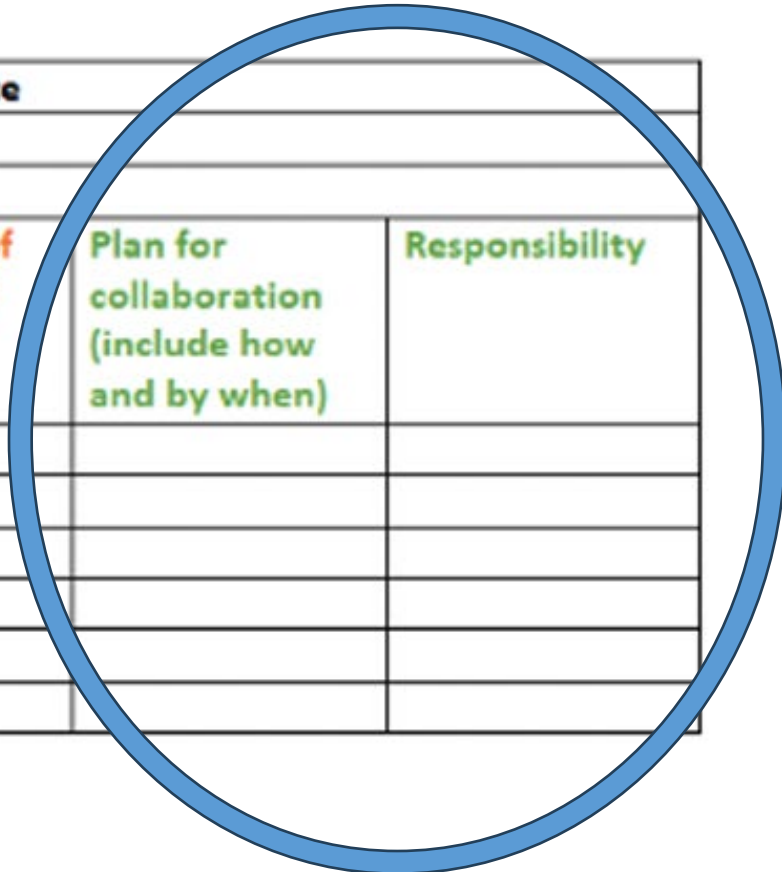 e
f
Plan for
collaboration
(include how
and by when)
Responsibility